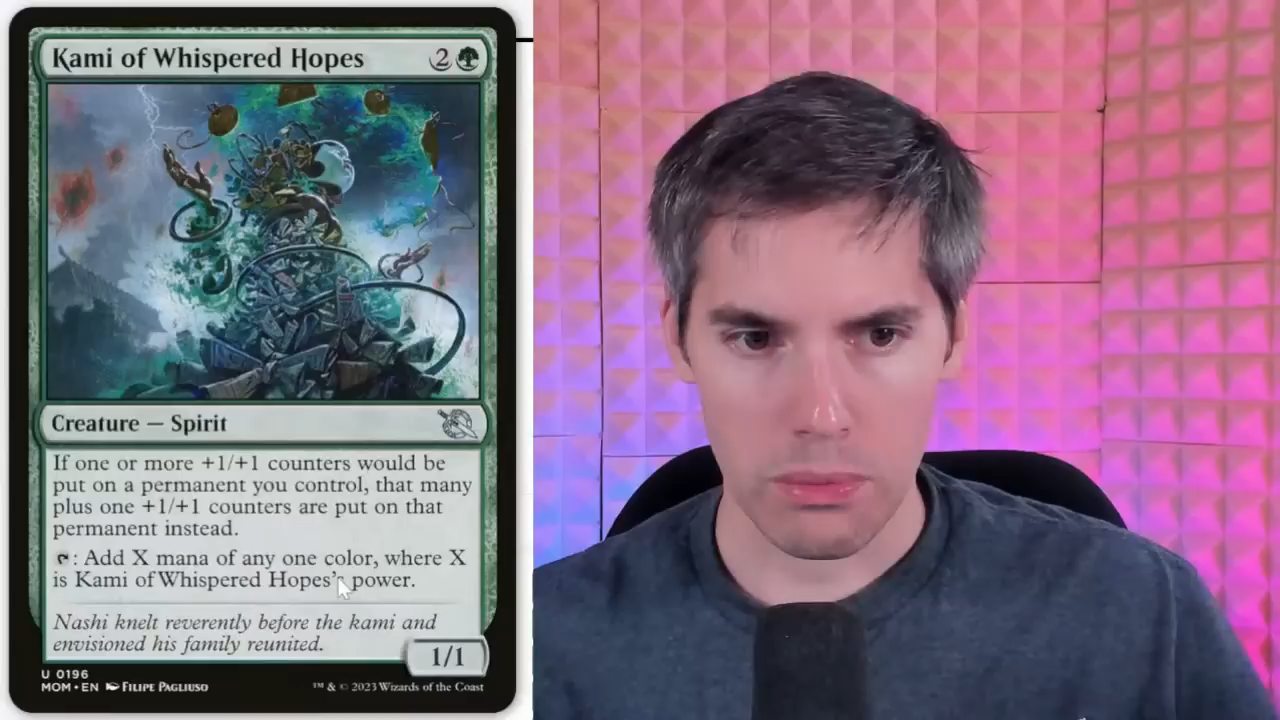 Kami of Whispered Hopes 2
Creature — Spirit
If one or more +1/+1 counters would be
put on a permanent you control, that many
plus one +1/+1 counters are put on that
permanent instead.
: Add X mana of any one color, where X
is Kami of Whispered Hopes's power.
Nashi knelt reverently before the kami and
envisioned his family reunited.
1/1
U 0196
MOM • EN Filipe Pagliuso
™ & © 2023 Wizards of the Coast